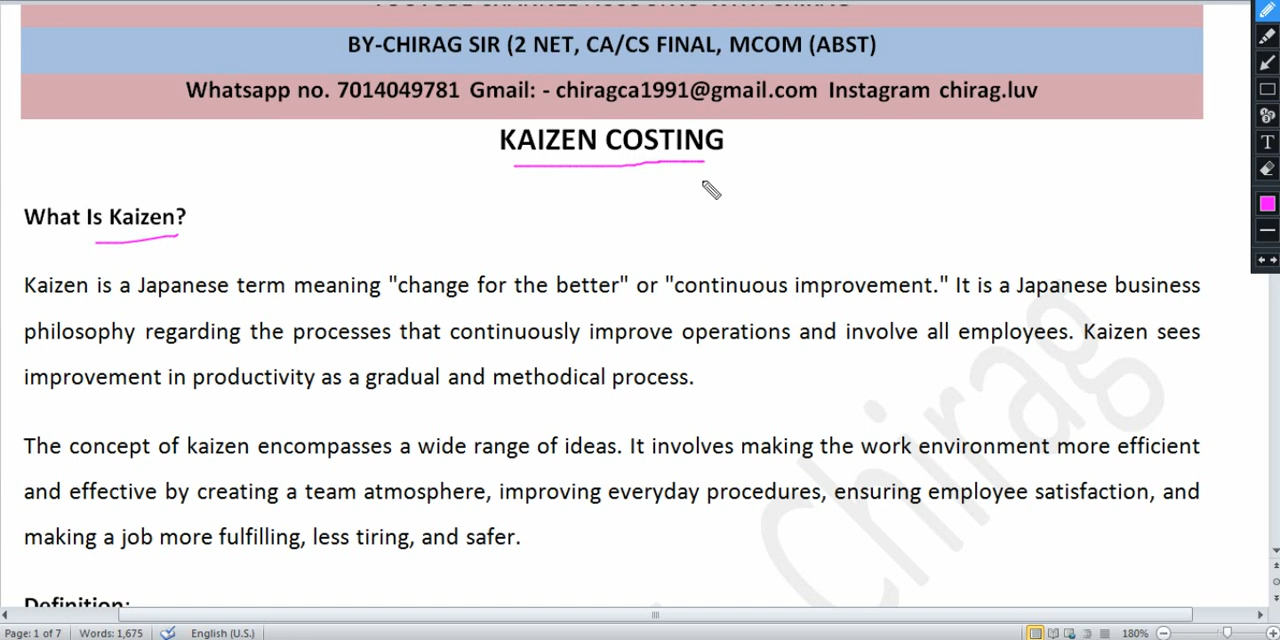 BY-CHIRAG SIR (2 NET, CA/CS FINAL, MCOM (ABST)
Whatsapp no. 7014049781 Gmail: - chiragca1991@gmail.com Instagram chirag.luv
KAIZEN COSTING
What Is Kaizen?
Kaizen is a Japanese term meaning "change for the better" or "continuous improvement." It is a Japanese business
philosophy regarding the processes that continuously improve operations and involve all employees. Kaizen sees
improvement in productivity as a gradual and methodical process.
The concept of kaizen encompasses a wide range of ideas. It involves making the work environment more efficient
and effective by creating a team atmosphere, improving everyday procedures, ensuring employee satisfaction, and
making a job more fulfilling, less tiring, and safer.
Definition:
Chirag
Page: 1 of 7 Words: 1,675 English (U.S.) 180%